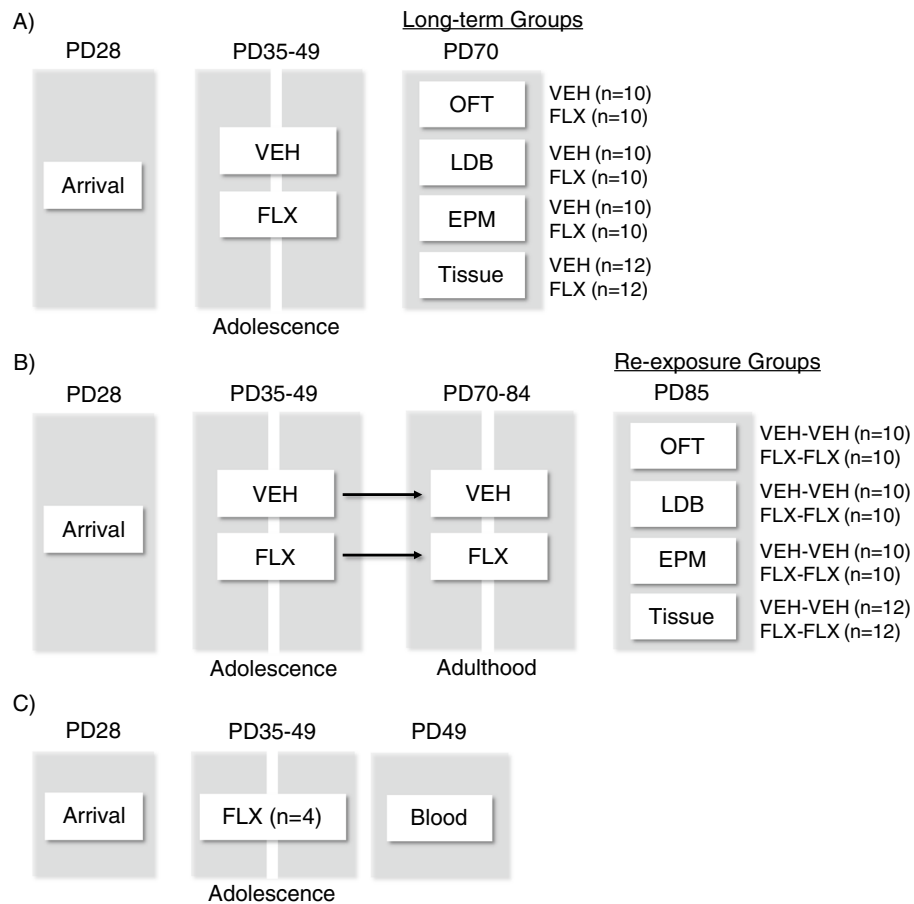 A)
Long-term Groups
PD28
PD35-49
PD70
Arrival
VEH
FLX
OFT
VEH (n=10)
FLX (n=10)
LDB
VEH (n=10)
FLX (n=10)
EPM
VEH (n=10)
FLX (n=10)
Tissue
VEH (n=12)
FLX (n=12)
Adolescence
B)
Re-exposure Groups
PD28
PD35-49
PD70-84
PD85
Arrival
VEH
FLX
VEH
FLX
OFT
VEH-VEH (n=10)
FLX-FLX (n=10)
LDB
VEH-VEH (n=10)
FLX-FLX (n=10)
EPM
VEH-VEH (n=10)
FLX-FLX (n=10)
Tissue
VEH-VEH (n=12)
FLX-FLX (n=12)
Adolescence
Adulthood
C)
PD28
PD35-49
PD49
Arrival
FLX (n=4)
Blood
Adolescence